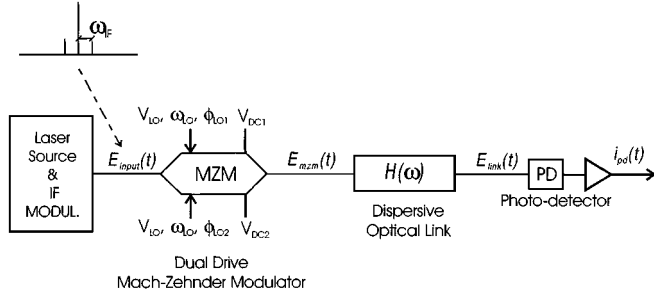 ω_IF
V_LO, ω_LO, φ_LO1 V_DC1
Laser
Source
&
IF
MODUL.
E_input(t)
MZM
E_mzm(t)
H(ω)
E_link(t)
PD
i_pd(t)
V_LO, ω_LO, φ_LO2 V_DC2
Dispersive
Optical Link
Photo-detector
Dual Drive
Mach-Zehnder Modulator